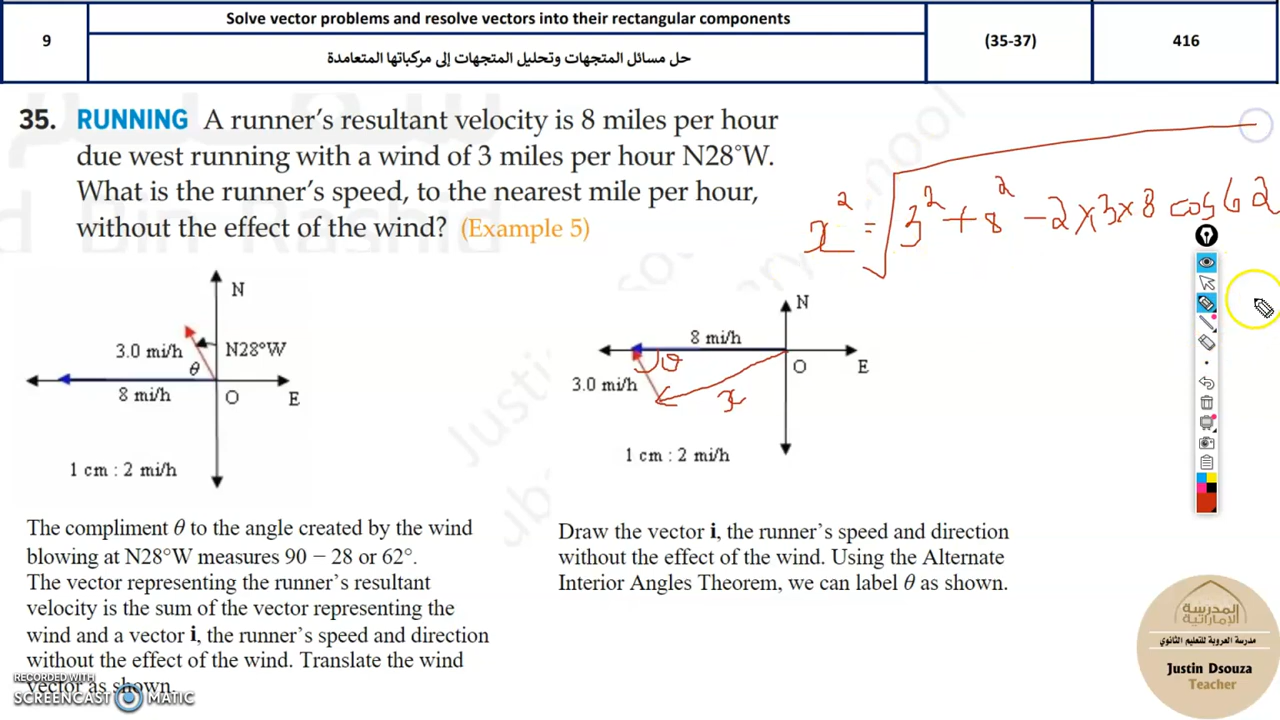 9
Solve vector problems and resolve vectors into their rectangular components
حل مسائل المتجهات وتحليل المتجهات إلى مركباتها المتعامدة
(35-37)
416
35. RUNNING A runner's resultant velocity is 8 miles per hour
due west running with a wind of 3 miles per hour N28°W.
What is the runner's speed, to the nearest mile per hour,
without the effect of the wind? (Example 5)
x² = √3² + 8² - 2 × 3 × 8 cos 62
N
3.0 mi/h
N28°W
θ
8 mi/h
O
E
1 cm : 2 mi/h
N
8 mi/h
θ
O
E
3.0 mi/h
x
1 cm : 2 mi/h
The compliment θ to the angle created by the wind
blowing at N28°W measures 90 – 28 or 62°.
The vector representing the runner's resultant
velocity is the sum of the vector representing the
wind and a vector i, the runner's speed and direction
without the effect of the wind. Translate the wind
vector as shown.
Draw the vector i, the runner's speed and direction
without the effect of the wind. Using the Alternate
Interior Angles Theorem, we can label θ as shown.
RECORDED WITH
SCREENCAST MATIC
المدرسة
الإماراتية
مدرسة العروبة للتعليم الثانوي
Justin Dsouza
Teacher